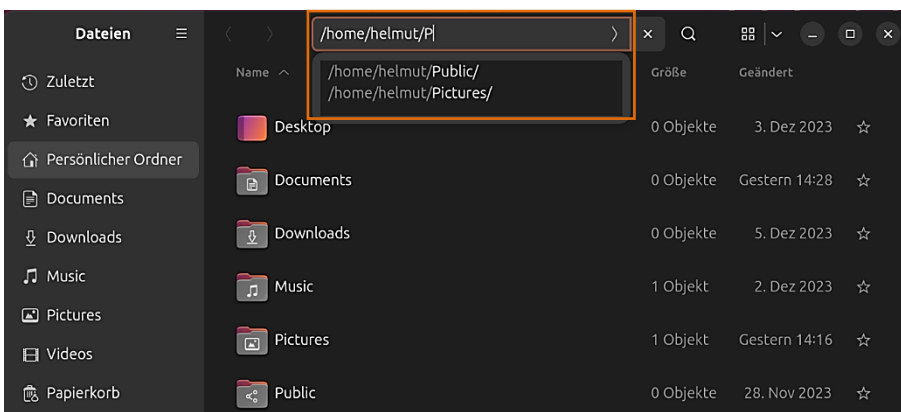 Dateien
/home/helmut/P
Name Größe Geändert
/home/helmut/Public/
/home/helmut/Pictures/
Zuletzt
Favoriten
Persönlicher Ordner
Documents
Downloads
Music
Pictures
Videos
Papierkorb
Desktop 0 Objekte 3. Dez 2023
Documents 0 Objekte Gestern 14:28
Downloads 0 Objekte 5. Dez 2023
Music 1 Objekt 2. Dez 2023
Pictures 1 Objekt Gestern 14:16
Public 0 Objekte 28. Nov 2023